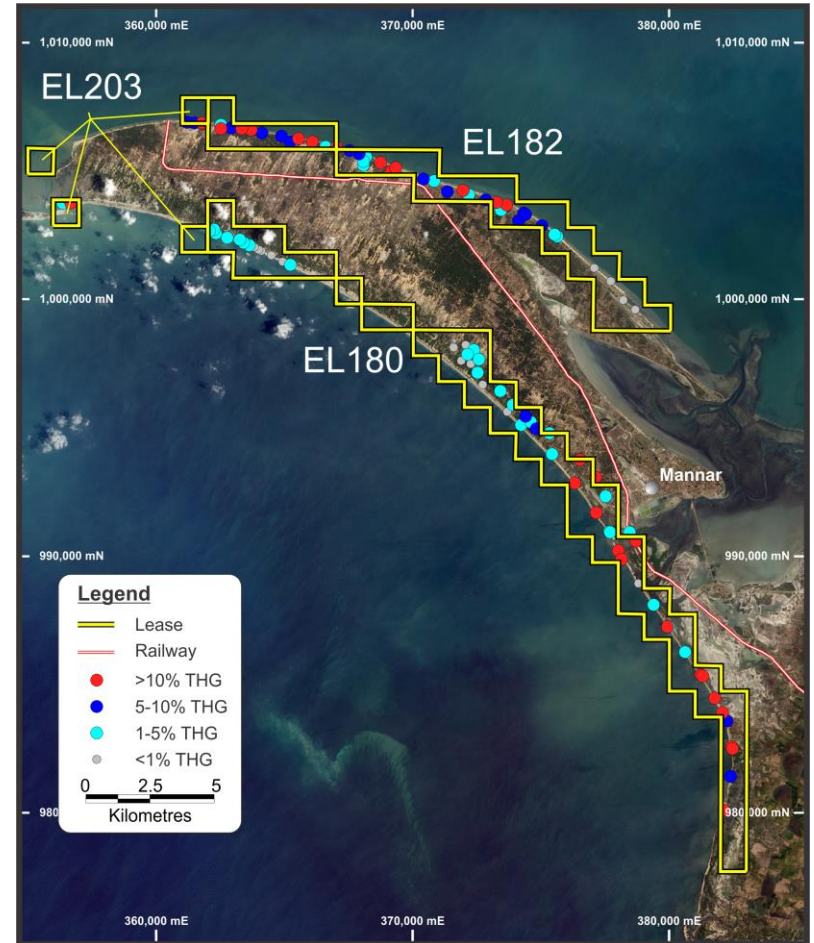 360,000 mE
370,000 mE
380,000 mE
1,010,000 mN
1,010,000 mN
EL203
EL182
1,000,000 mN
1,000,000 mN
EL180
Mannar
990,000 mN
990,000 mN
Legend
Lease
Railway
>10% THG
5-10% THG
1-5% THG
<1% THG
0 2.5 5
Kilometres
980
980,000 mN
360,000 mE
370,000 mE
380,000 mE